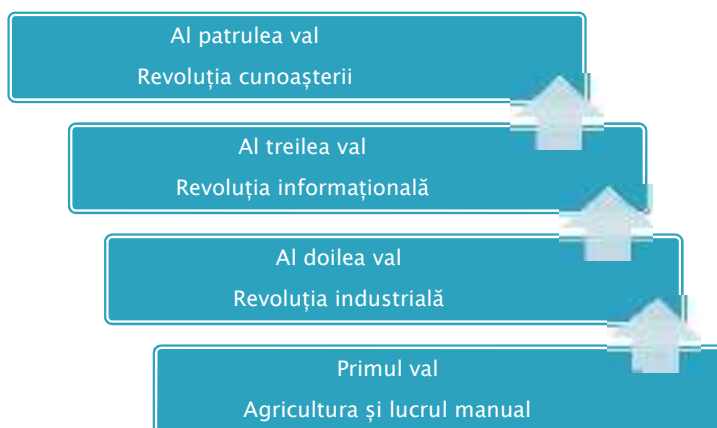 Al patrulea val
Revoluția cunoașterii
Al treilea val
Revoluția informațională
Al doilea val
Revoluția industrială
Primul val
Agricultura și lucrul manual